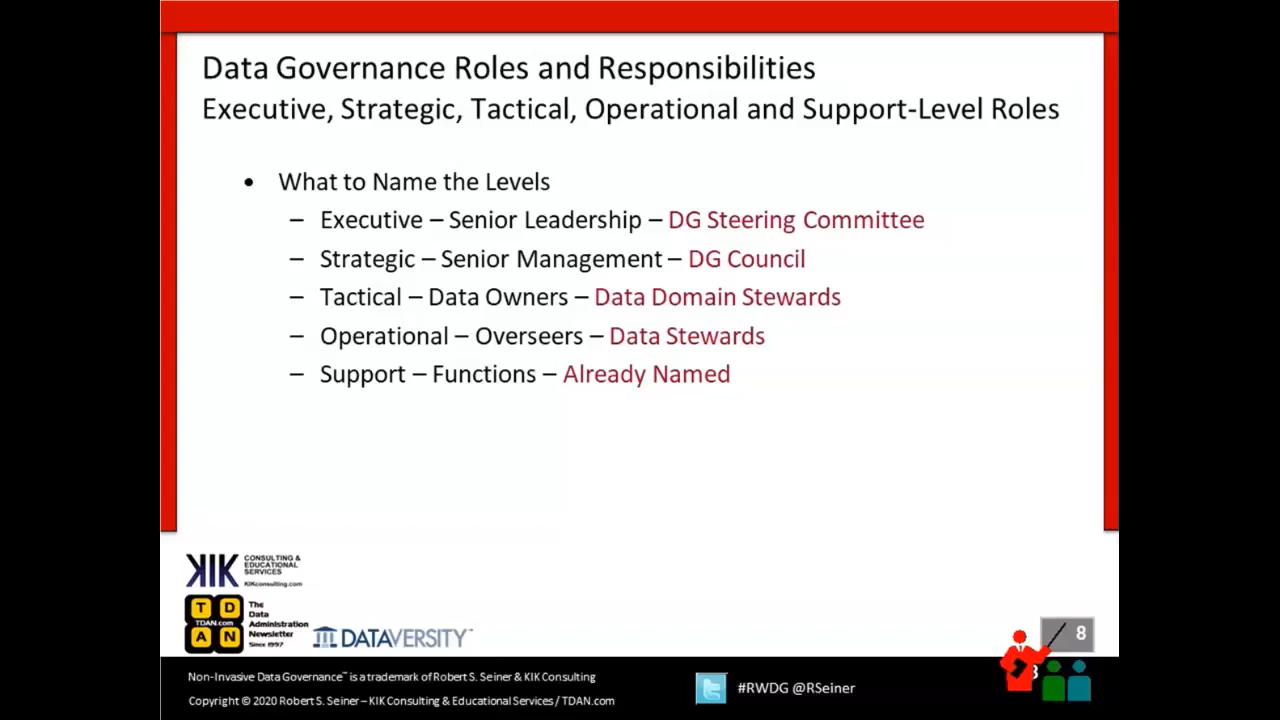 Data Governance Roles and Responsibilities
Executive, Strategic, Tactical, Operational and Support-Level Roles
• What to Name the Levels
– Executive – Senior Leadership – DG Steering Committee
– Strategic – Senior Management – DG Council
– Tactical – Data Owners – Data Domain Stewards
– Operational – Overseers – Data Stewards
– Support – Functions – Already Named
KIK CONSULTING &
EDUCATIONAL
SERVICES
KIKconsulting.com
T D
TDAN.com
A N
The
Data
Administration
Newsletter
Since 1997
DATAVERSITY™
8
Non-Invasive Data Governance™ is a trademark of Robert S. Seiner & KIK Consulting
Copyright © 2020 Robert S. Seiner – KIK Consulting & Educational Services / TDAN.com
#RWDG @RSeiner